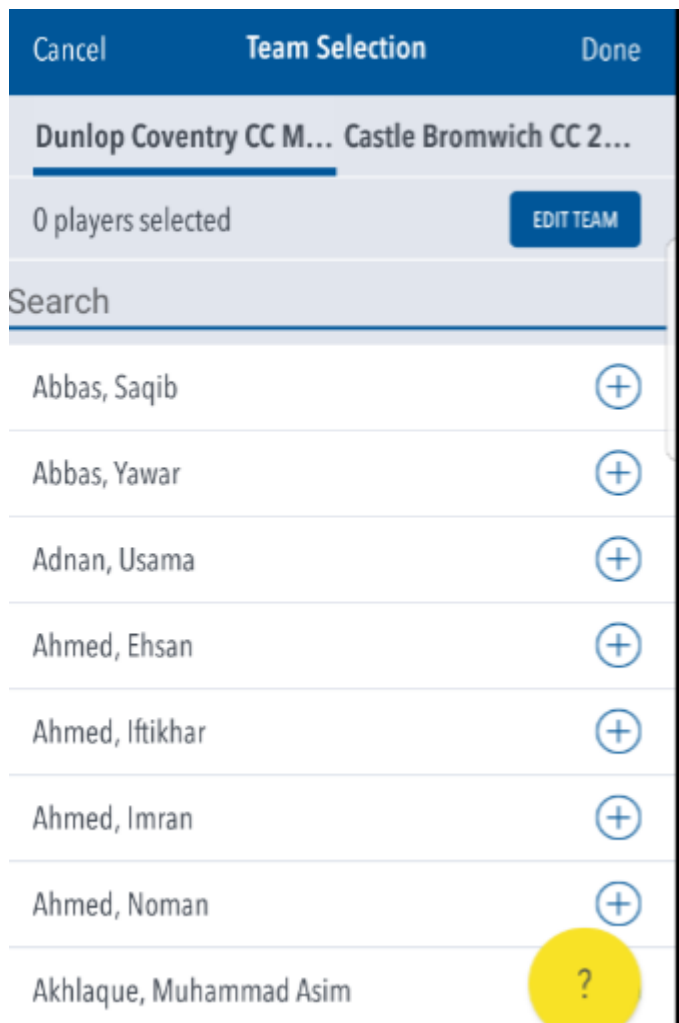 Cancel Team Selection Done
Dunlop Coventry CC M... Castle Bromwich CC 2...
0 players selected EDIT TEAM
Search
Abbas, Saqib
Abbas, Yawar
Adnan, Usama
Ahmed, Ehsan
Ahmed, Iftikhar
Ahmed, Imran
Ahmed, Noman
Akhlaque, Muhammad Asim ?